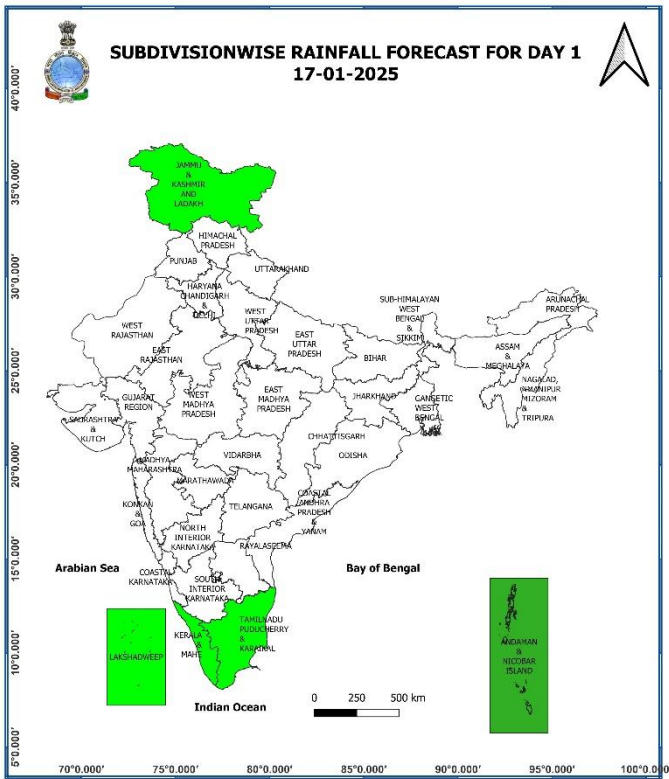 SUBDIVISIONWISE RAINFALL FORECAST FOR DAY 1
17-01-2025
40°0.000'
35°0.000'
30°0.000'
25°0.000'
20°0.000'
15°0.000'
10°0.000'
5°0.000'
JAMMU
&
KASHMIR
AND
LADAKH
HIMACHAL
PRADESH
PUNJAB
UTTARAKHAND
HARYANA
CHANDIGARH
&
DELHI
WEST
UTTAR
PRADESH
SUB-HIMALAYAN
WEST
BENGAL
&
SIKKIM
ARUNACHAL
PRADESH
WEST
RAJASTHAN
EAST
RAJASTHAN
EAST
UTTAR
PRADESH
BIHAR
ASSAM
&
MEGHALAYA
NAGALAD,
MANIPUR
MIZORAM
&
TRIPURA
GUJARAT
REGION
WEST
MADHYA
PRADESH
EAST
MADHYA
PRADESH
JHARKHAND
GANGETIC
WEST
BENGAL
SAURASHTRA
&
KUTCH
CHHATTISGARH
ODISHA
VIDARBHA
MADHYA
MAHARASHTRA
MARATHAWADA
KONKAN
&
GOA
TELANGANA
COASTAL
ANDHRA
PRADESH
&
YANAM
NORTH
INTERIOR
KARNATAKA
RAYALASEEMA
Arabian Sea
COASTAL
KARNATAKA
SOUTH
INTERIOR
KARNATAKA
Bay of Bengal
LAKSHADWEEP
KERALA
&
MAHE
TAMILNADU
PUDUCHERRY
&
KARAIKAL
ANDAMAN
&
NICOBAR
ISLAND
Indian Ocean
0 250 500 km
70°0.000' 75°0.000' 80°0.000' 85°0.000' 90°0.000' 95°0.000' 100°0.000'